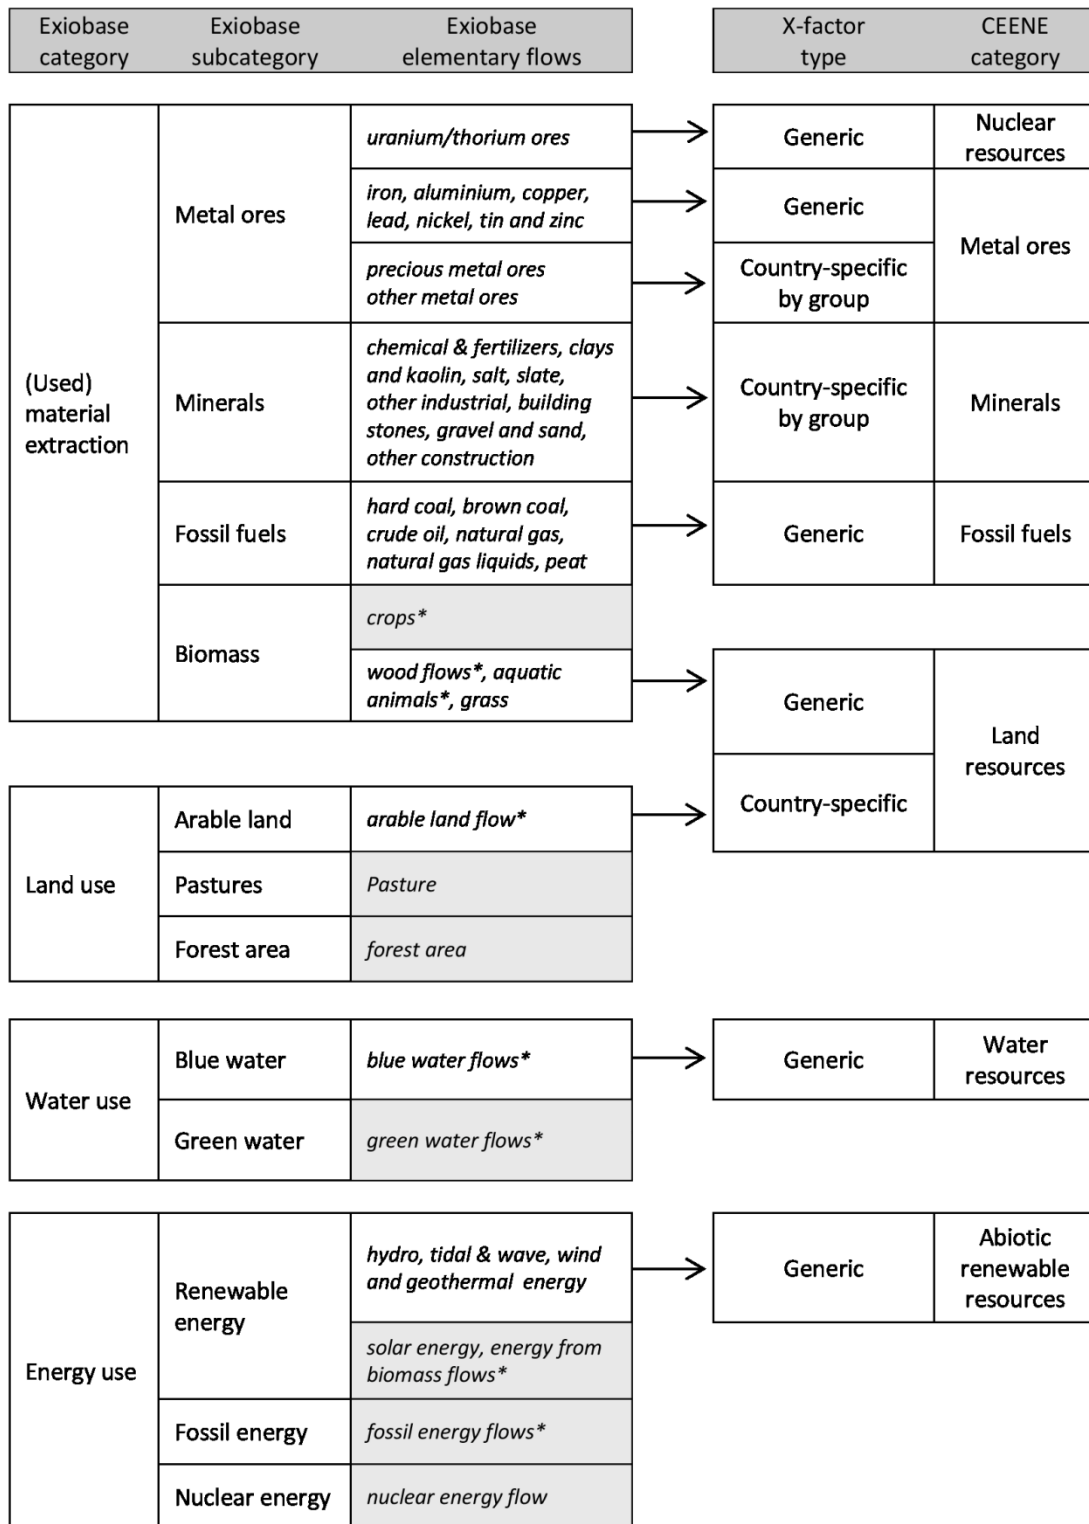 Exiobase category
Exiobase subcategory
Exiobase elementary flows
X-factor type
CEENE category
(Used) material extraction
Metal ores
uranium/thorium ores
Generic
Nuclear resources
iron, aluminium, copper,
lead, nickel, tin and zinc
Generic
Metal ores
precious metal ores
other metal ores
Country-specific
by group
Minerals
chemical & fertilizers, clays
and kaolin, salt, slate,
other industrial, building
stones, gravel and sand,
other construction
Country-specific
by group
Minerals
Fossil fuels
hard coal, brown coal,
crude oil, natural gas,
natural gas liquids, peat
Generic
Fossil fuels
Biomass
crops*
wood flows*, aquatic
animals*, grass
Generic
Land
resources
Land use
Arable land
arable land flow*
Country-specific
Pastures
Pasture
Forest area
forest area
Water use
Blue water
blue water flows*
Generic
Water
resources
Green water
green water flows*
Energy use
Renewable
energy
hydro, tidal & wave, wind
and geothermal energy
Generic
Abiotic
renewable
resources
solar energy, energy from
biomass flows*
Fossil energy
fossil energy flows*
Nuclear energy
nuclear energy flow